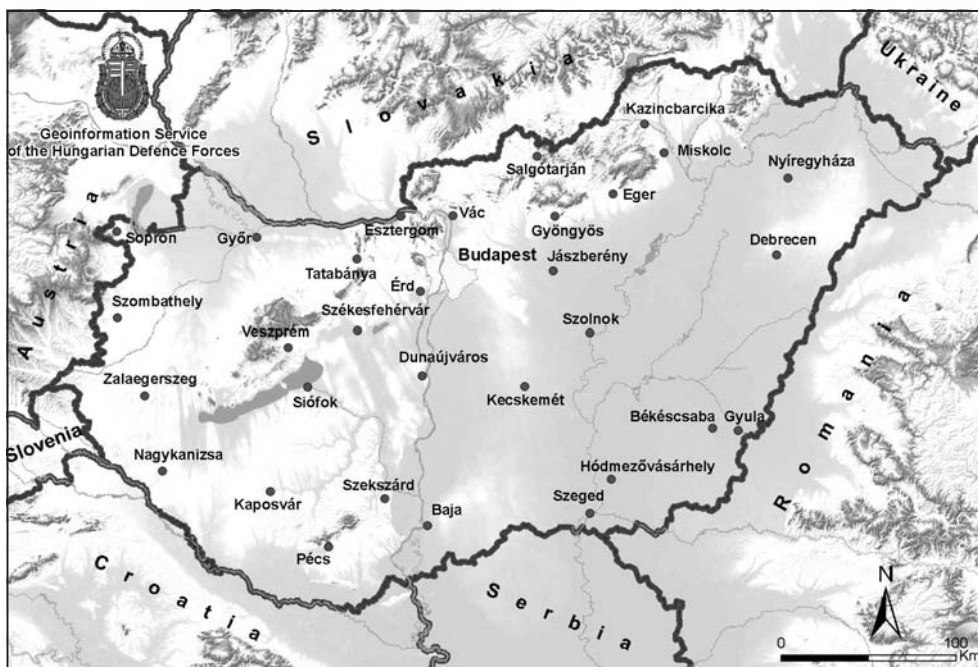 Geoinformation Service
of the Hungarian Defence Forces
Slovakia
Ukraine
Austria
Slovenia
Croatia
Serbia
Romania
Kazincbarcika
Salgótarján
Miskolc
Nyíregyháza
Eger
Sopron
Győr
Esztergom
Vác
Gyöngyös
Debrecen
Budapest
Jászberény
Tatabánya
Érd
Szombathely
Székesfehérvár
Veszprém
Szolnok
Dunaújváros
Zalaegerszeg
Siófok
Kecskemét
Békéscsaba
Gyula
Nagykanizsa
Hódmezővásárhely
Kaposvár
Szekszárd
Szeged
Baja
Pécs
N
0
100
Km